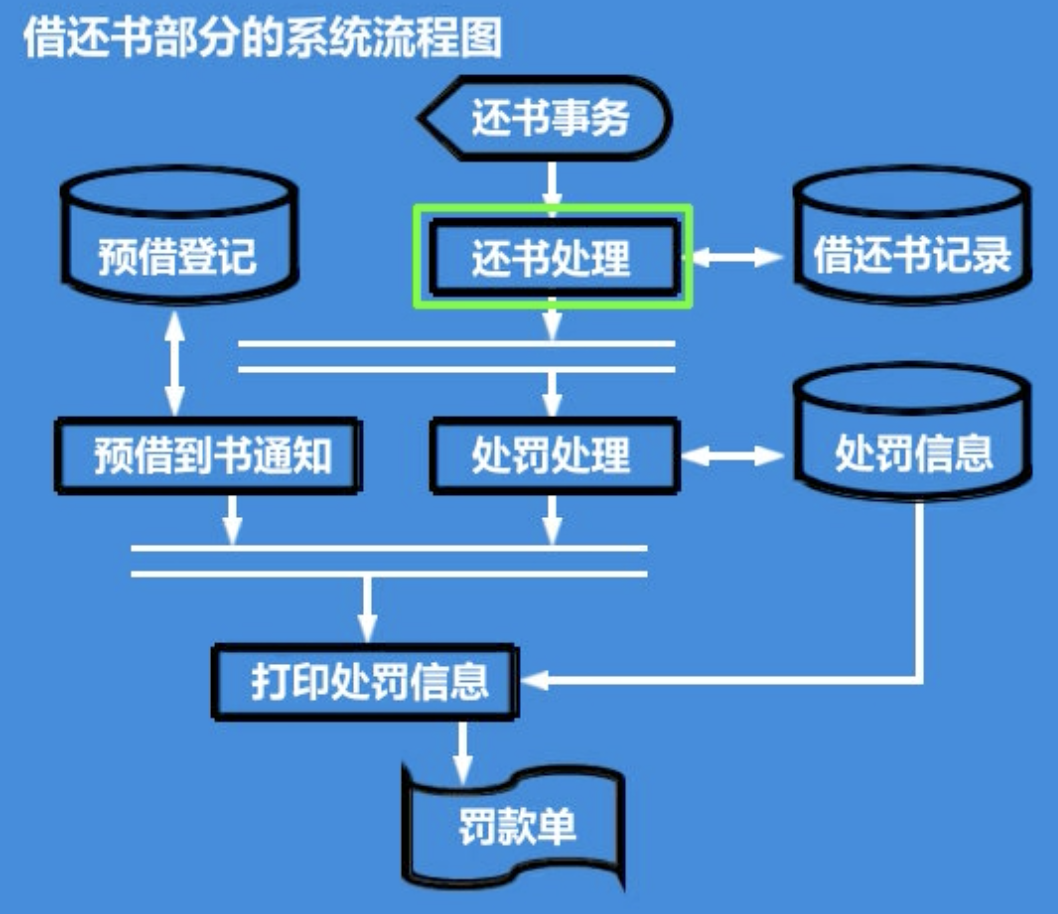 借还书部分的系统流程图
还书事务
预借登记
还书处理
借还书记录
预借到书通知
处罚处理
处罚信息
打印处罚信息
罚款单